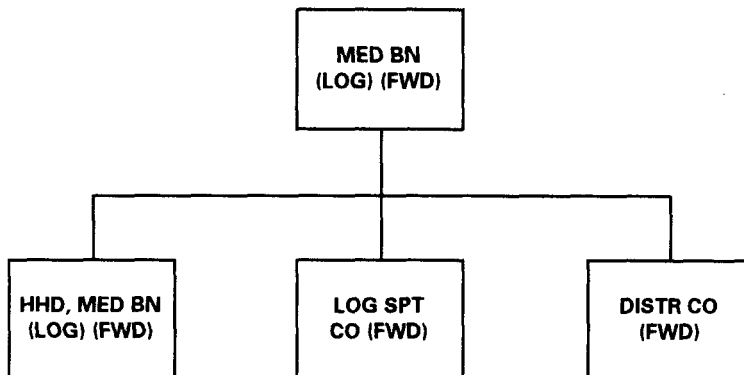 MED BN
(LOG) (FWD)
HHD, MED BN
(LOG) (FWD)
LOG SPT
CO (FWD)
DISTR CO
(FWD)